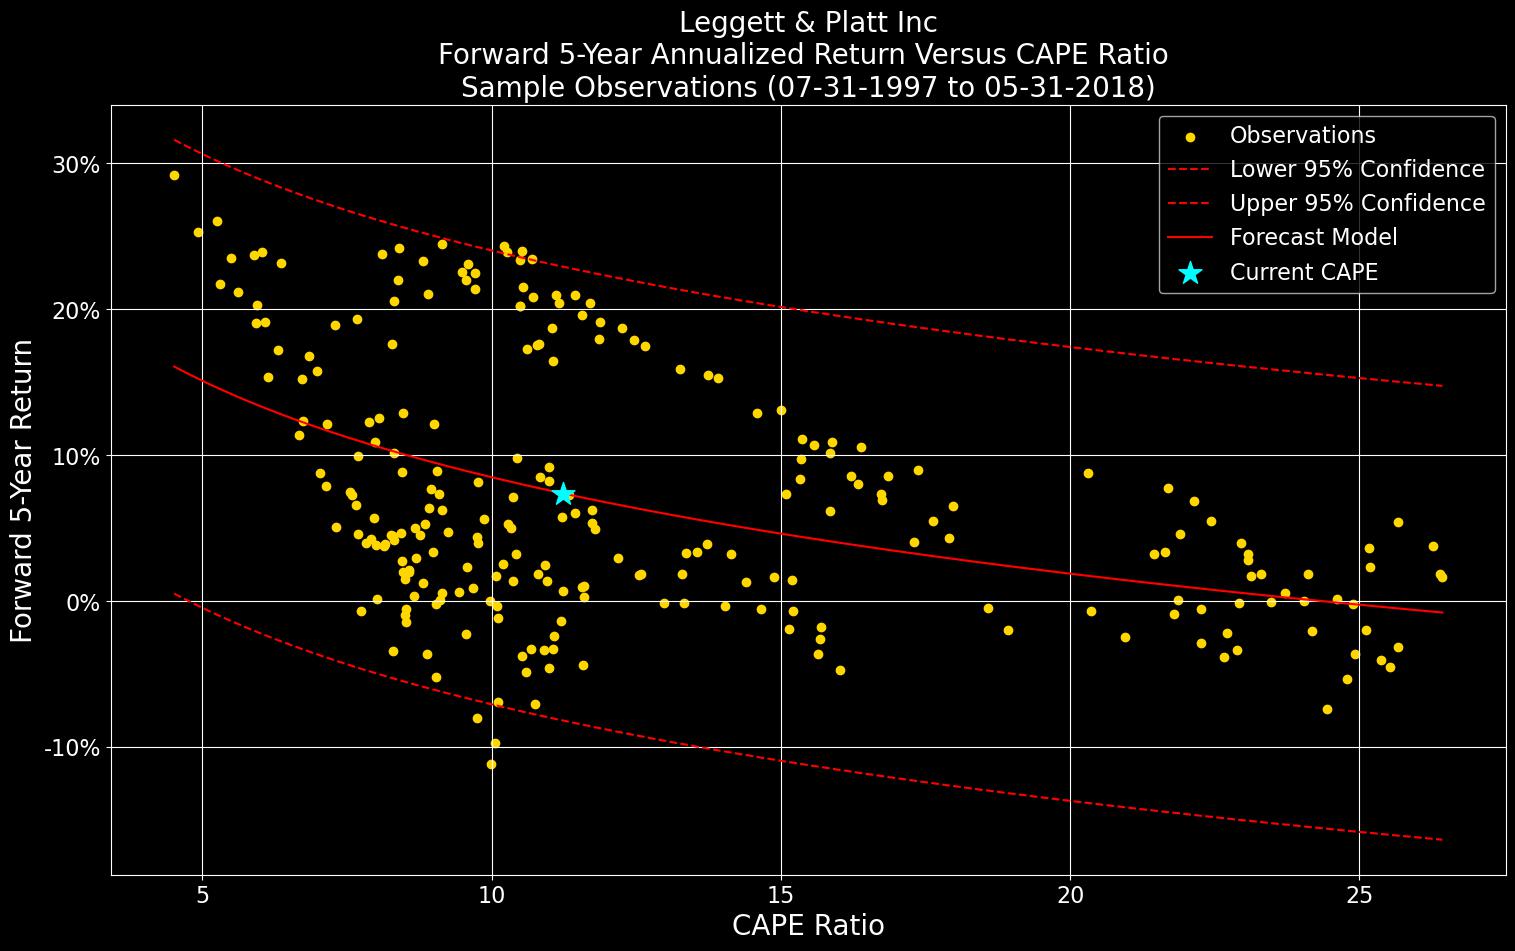 Leggett & Platt Inc
Forward 5-Year Annualized Return Versus CAPE Ratio
Sample Observations (07-31-1997 to 05-31-2018)
Observations
Lower 95% Confidence
Upper 95% Confidence
Forecast Model
Current CAPE
Forward 5-Year Return
30%
20%
10%
0%
-10%
5
10
15
20
25
CAPE Ratio